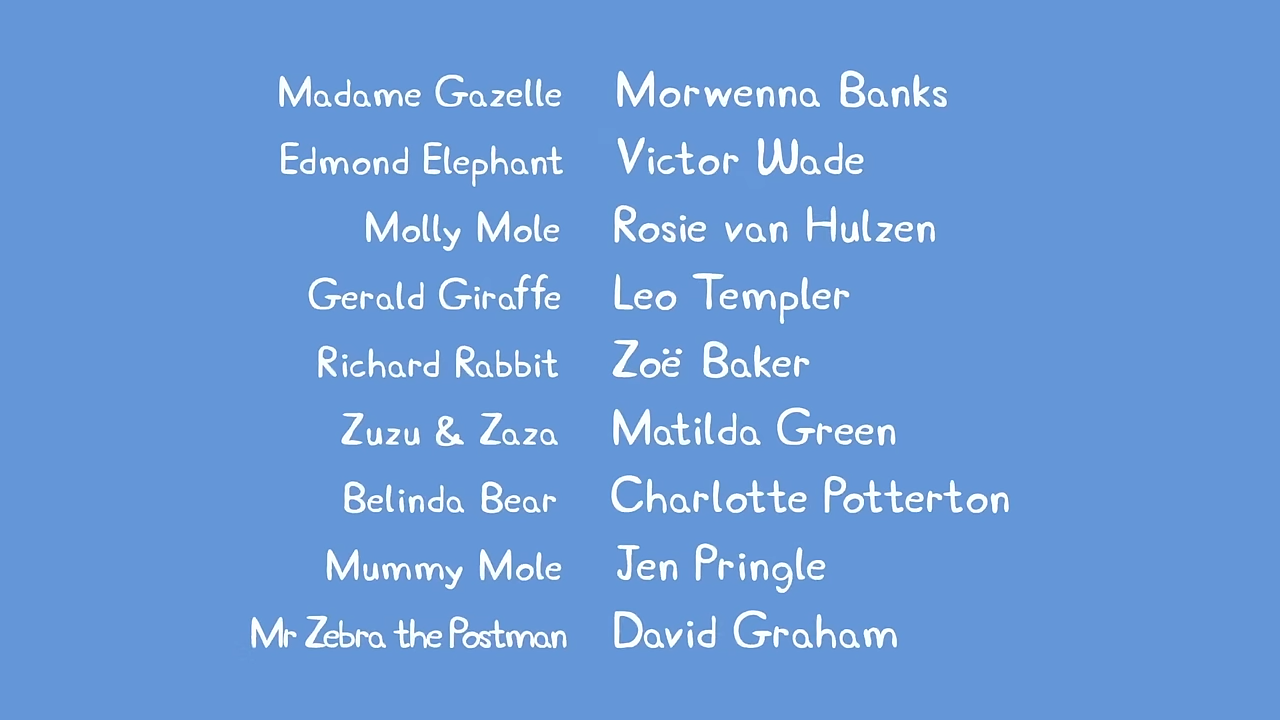 Madame Gazelle Morwenna Banks
Edmond Elephant Victor Wade
Molly Mole Rosie van Hulzen
Gerald Giraffe Leo Templer
Richard Rabbit Zoë Baker
Zuzu & Zaza Matilda Green
Belinda Bear Charlotte Potterton
Mummy Mole Jen Pringle
Mr Zebra the Postman David Graham